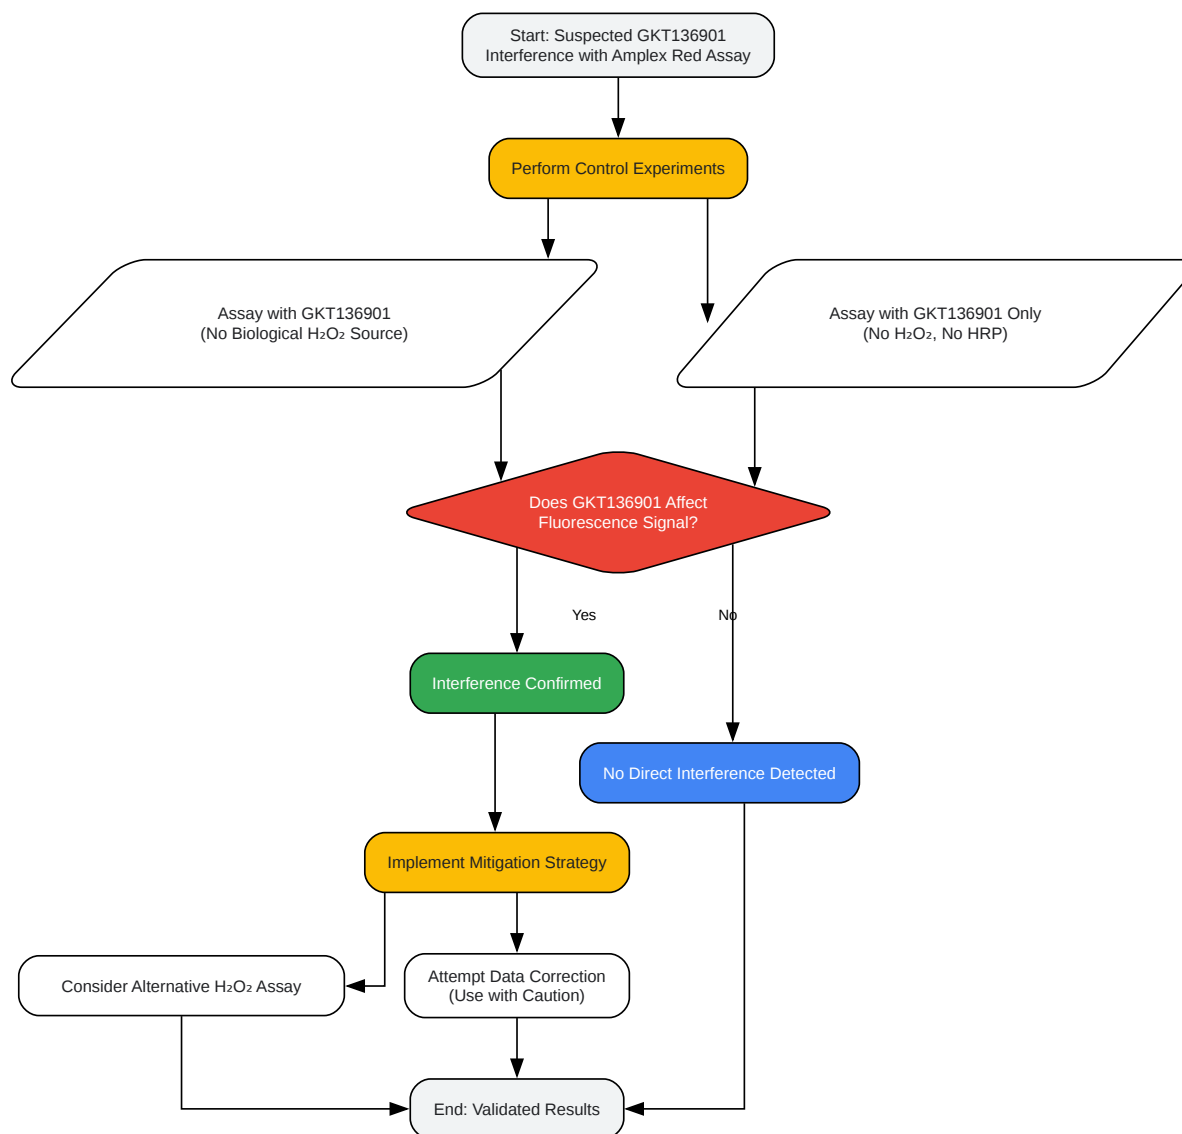 Start: Suspected GKT136901
Interference with Amplex Red Assay
Perform Control Experiments
Assay with GKT136901
(No Biological H₂O₂ Source)
Assay with GKT136901 Only
(No H₂O₂, No HRP)
Does GKT136901 Affect
Fluorescence Signal?
Yes
No
Interference Confirmed
No Direct Interference Detected
Implement Mitigation Strategy
Consider Alternative H₂O₂ Assay
Attempt Data Correction
(Use with Caution)
End: Validated Results